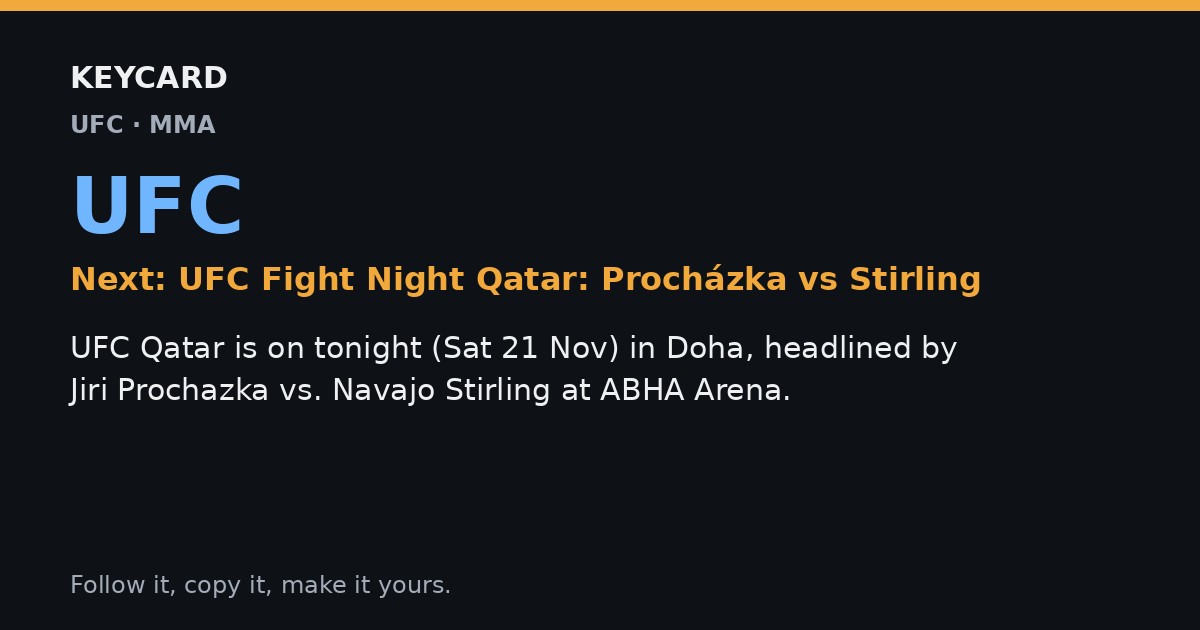 KEYCARD
UFC · MMA
UFC
Next: UFC Fight Night Qatar: Procházka vs Stirling
UFC Qatar is on tonight (Sat 21 Nov) in Doha, headlined by
Jiri Prochazka vs. Navajo Stirling at ABHA Arena.
Follow it, copy it, make it yours.